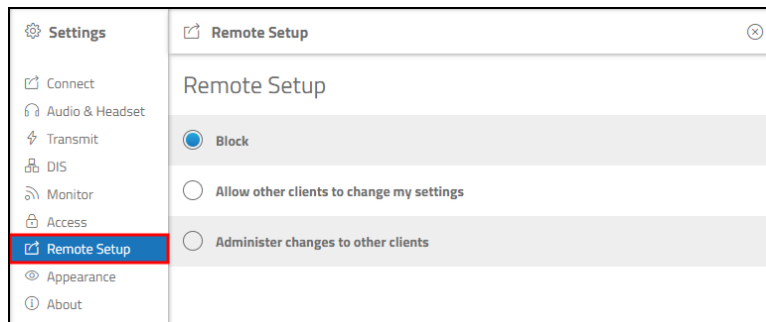 Settings
Connect
Audio & Headset
Transmit
DIS
Monitor
Access
Remote Setup
Appearance
About
Remote Setup
Remote Setup
Block
Allow other clients to change my settings
Administer changes to other clients